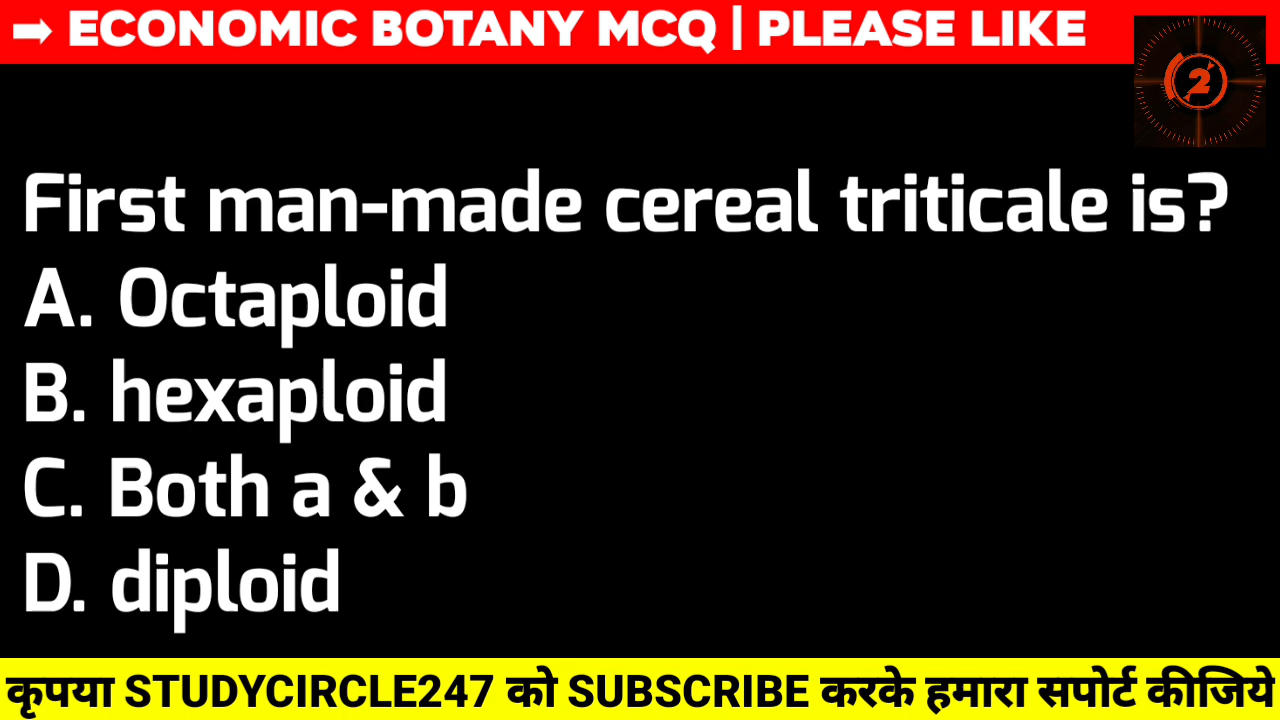 ➡ ECONOMIC BOTANY MCQ | PLEASE LIKE
2
First man-made cereal triticale is?
A. Octaploid
B. hexaploid
C. Both a & b
D. diploid
कृपया STUDYCIRCLE247 को SUBSCRIBE करके हमारा सपोर्ट कीजिये